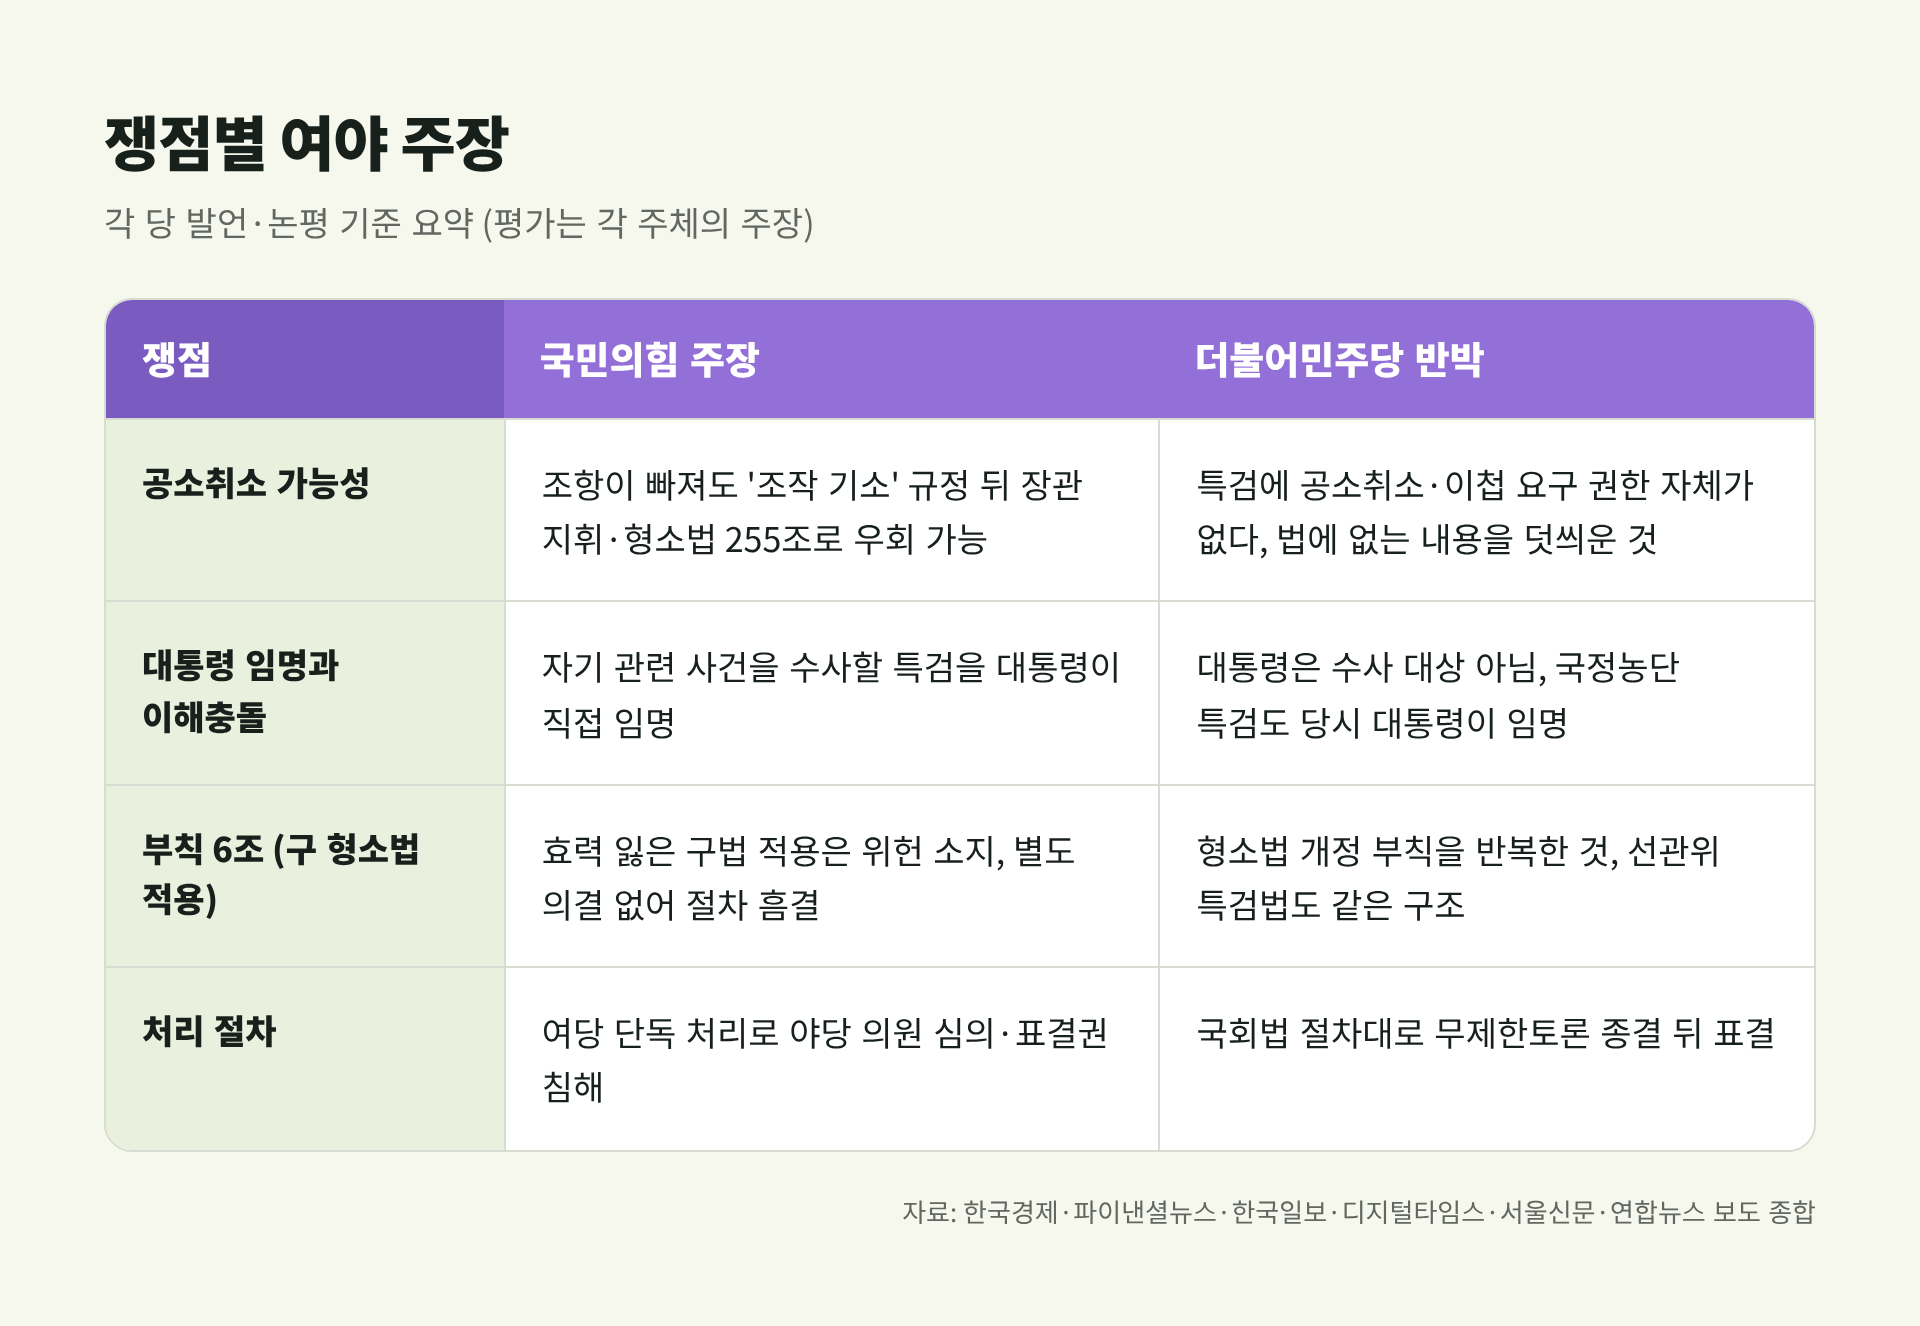 쟁점별 여야 주장
각 당 발언·논평 기준 요약 (평가는 각 주체의 주장)
쟁점
국민의힘 주장
더불어민주당 반박
공소취소 가능성
조항이 빠져도 '조작 기소' 규정 뒤 장관
지휘·형소법 255조로 우회 가능
특검에 공소취소·이첩 요구 권한 자체가
없다, 법에 없는 내용을 덧씌운 것
대통령 임명과
이해충돌
자기 관련 사건을 수사할 특검을 대통령이
직접 임명
대통령은 수사 대상 아님, 국정농단
특검도 당시 대통령이 임명
부칙 6조 (구 형소법
적용)
효력 잃은 구법 적용은 위헌 소지, 별도
의결 없어 절차 흠결
형소법 개정 부칙을 반복한 것, 선관위
특검법도 같은 구조
처리 절차
여당 단독 처리로 야당 의원 심의·표결권
침해
국회법 절차대로 무제한토론 종결 뒤 표결
자료: 한국경제·파이낸셜뉴스·한국일보·디지털타임스·서울신문·연합뉴스 보도 종합